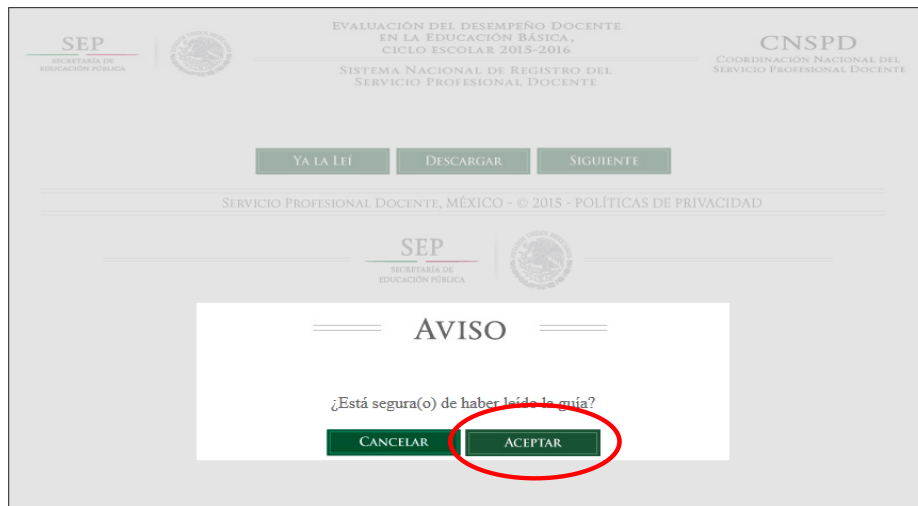 SEP
SECRETARÍA DE
EDUCACIÓN PÚBLICA
EVALUACIÓN DEL DESEMPEÑO DOCENTE
EN LA EDUCACIÓN BÁSICA,
CICLO ESCOLAR 2015-2016
SISTEMA NACIONAL DE REGISTRO DEL
SERVICIO PROFESIONAL DOCENTE
CNSPD
COORDINACIÓN NACIONAL DEL
SERVICIO PROFESIONAL DOCENTE
YA LA LEÍ
DESCARGAR
SIGUIENTE
SERVICIO PROFESIONAL DOCENTE, MÉXICO - © 2015 - POLÍTICAS DE PRIVACIDAD
SEP
SECRETARÍA DE
EDUCACIÓN PÚBLICA
AVISO
¿Está segura(o) de haber leído la guía?
CANCELAR
ACEPTAR